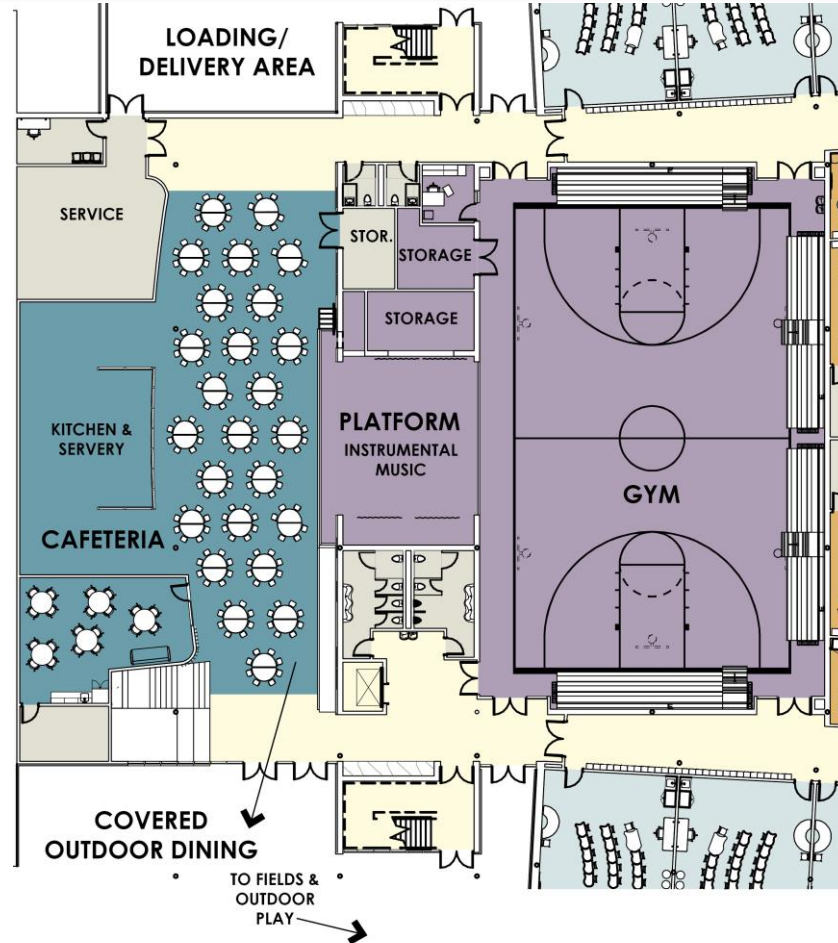 LOADING/
DELIVERY AREA
SERVICE
STOR.
STORAGE
STORAGE
KITCHEN &
SERVERY
PLATFORM
INSTRUMENTAL
MUSIC
GYM
CAFETERIA
COVERED
OUTDOOR DINING
TO FIELDS &
OUTDOOR
PLAY